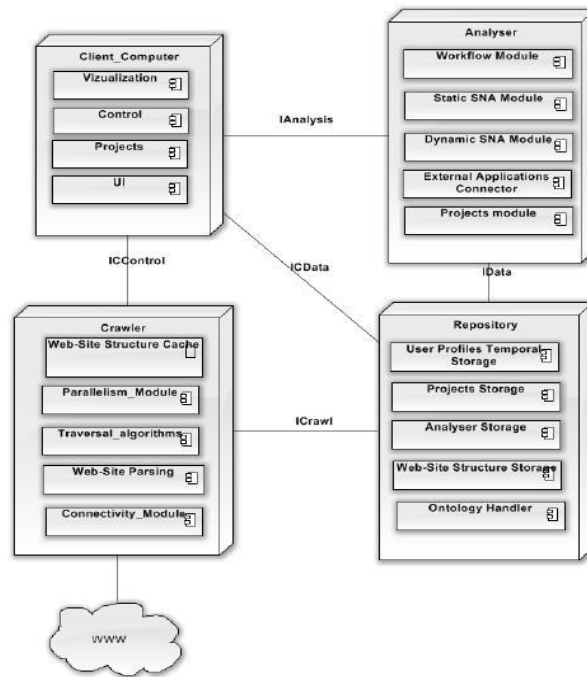 Client_Computer
Vizualization
Control
Projects
UI
IAnalysis
Analyser
Workflow Module
Static SNA Module
Dynamic SNA Module
External Applications
Connector
Projects module
ICControl
ICData
IData
Crawler
Web-Site Structure Cache
Parallelism_Module
Traversal_algorithms
Web-Site Parsing
Connectivity_Module
ICrawl
Repository
User Profiles Temporal
Storage
Projects Storage
Analyser Storage
Web-Site Structure Storage
Ontology Handler
www